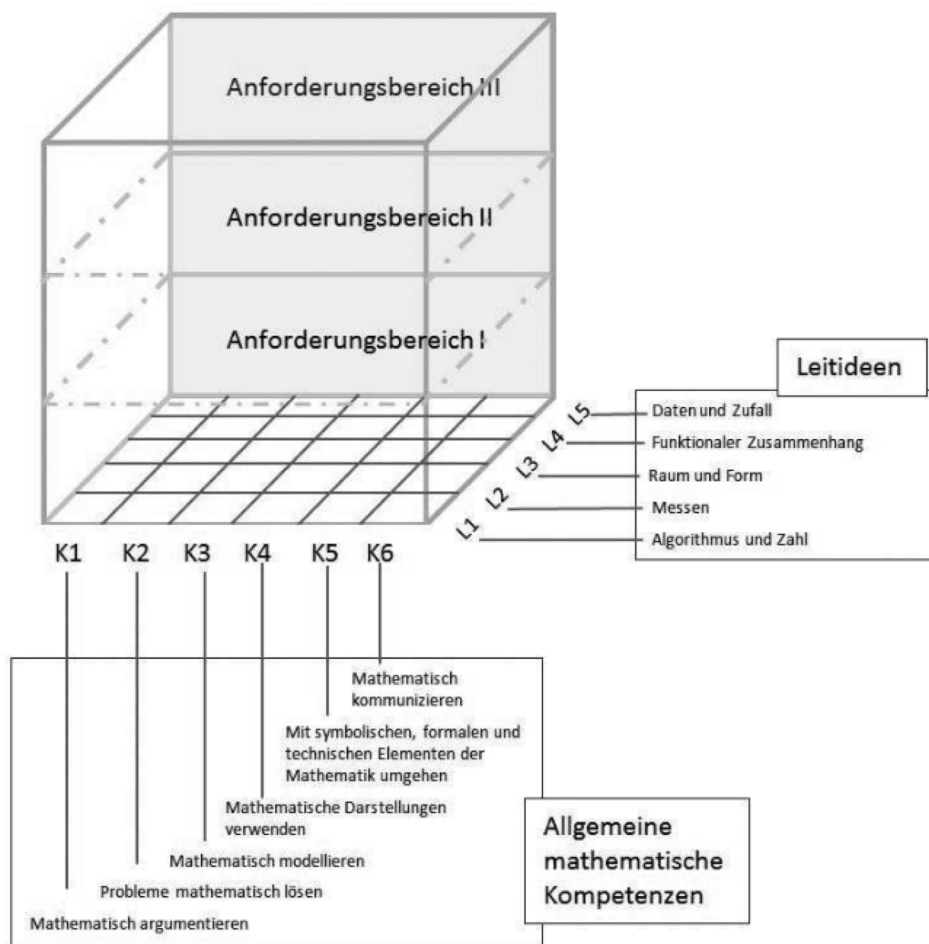 Anforderungsbereich III
Anforderungsbereich II
Anforderungsbereich I
Leitideen
L5
Daten und Zufall
L4
Funktionaler Zusammenhang
L3
Raum und Form
L2
Messen
L1
Algorithmus und Zahl
K1
K2
K3
K4
K5
K6
Mathematisch
kommunizieren
Mit symbolischen, formalen und
technischen Elementen der
Mathematik umgehen
Mathematische Darstellungen
verwenden
Mathematisch modellieren
Probleme mathematisch lösen
Mathematisch argumentieren
Allgemeine
mathematische
Kompetenzen